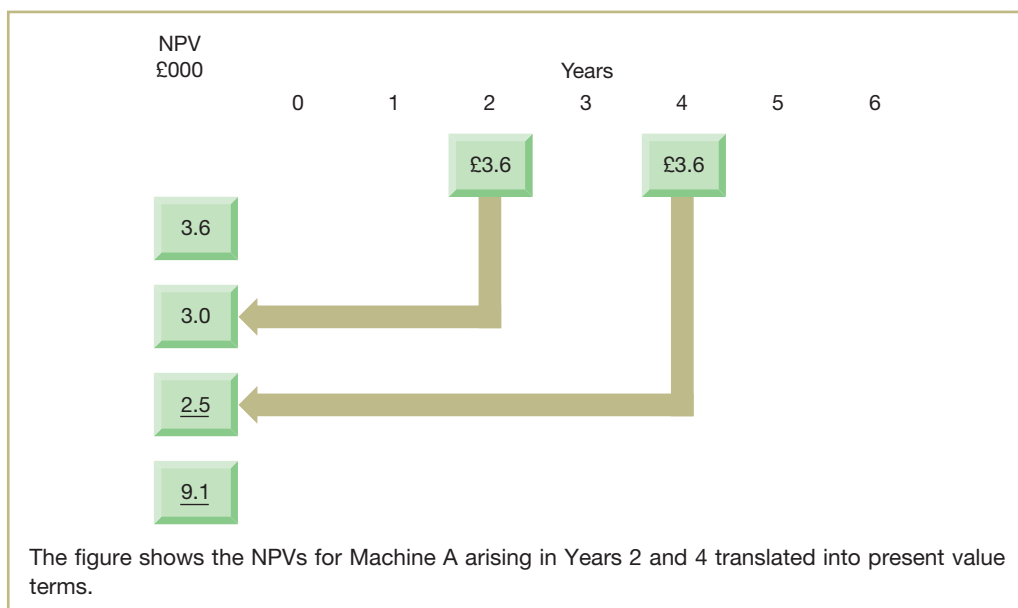 NPV
£000
Years
0 1 2 3 4 5 6
£3.6 £3.6
3.6
3.0
2.5
9.1
The figure shows the NPVs for Machine A arising in Years 2 and 4 translated into present value
terms.